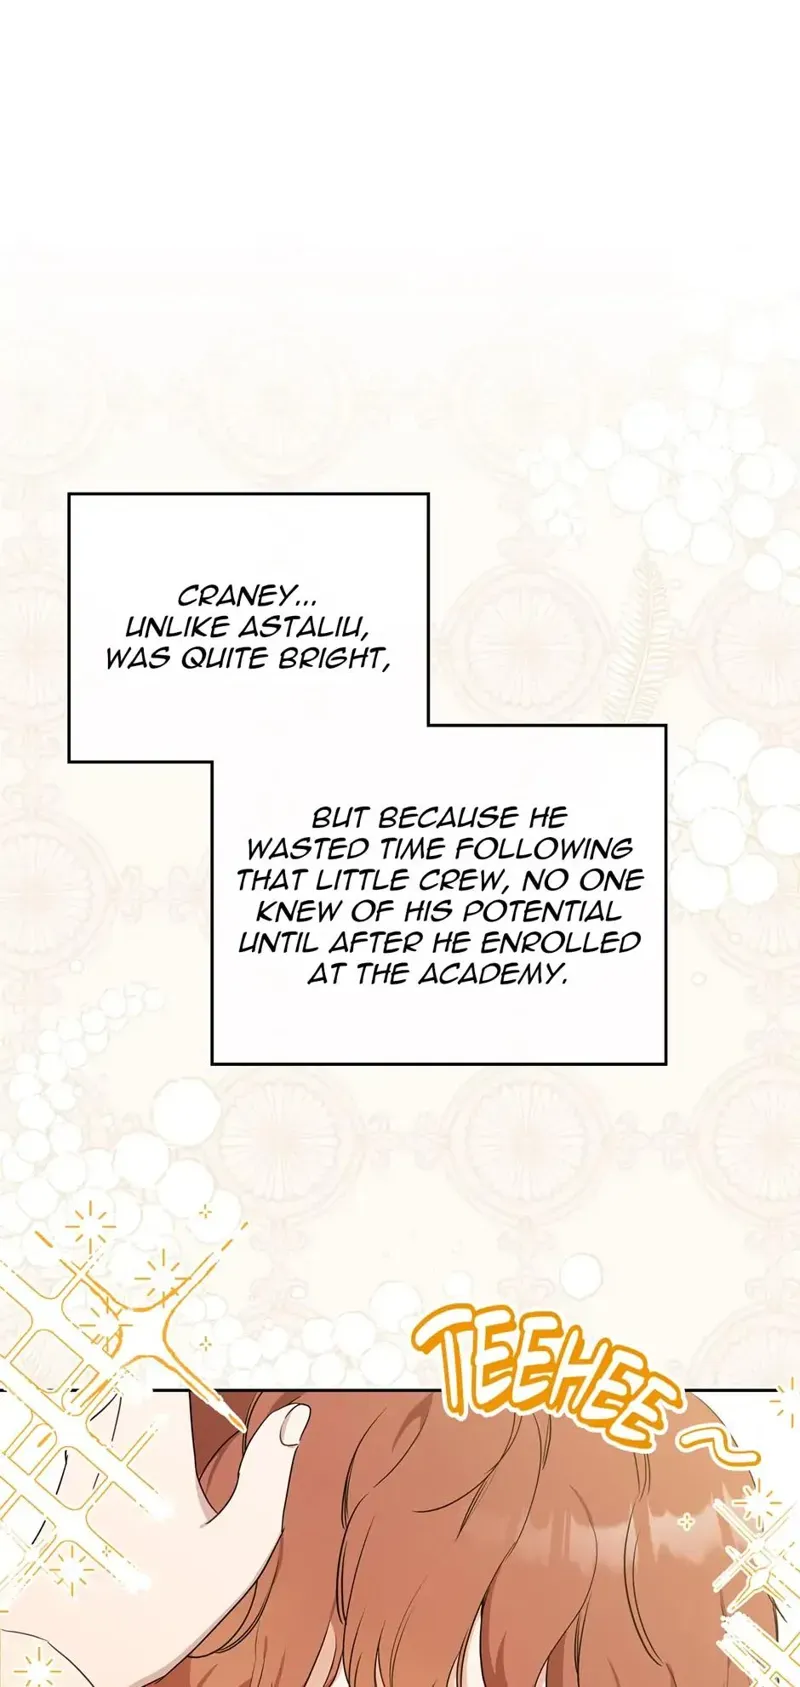 CRANEY...
UNLIKE ASTALIU,
WAS QUITE BRIGHT,
BUT BECAUSE HE
WASTED TIME FOLLOWING
THAT LITTLE CREW, NO ONE
KNEW OF HIS POTENTIAL
UNTIL AFTER HE ENROLLED
AT THE ACADEMY.
TEEHEE~